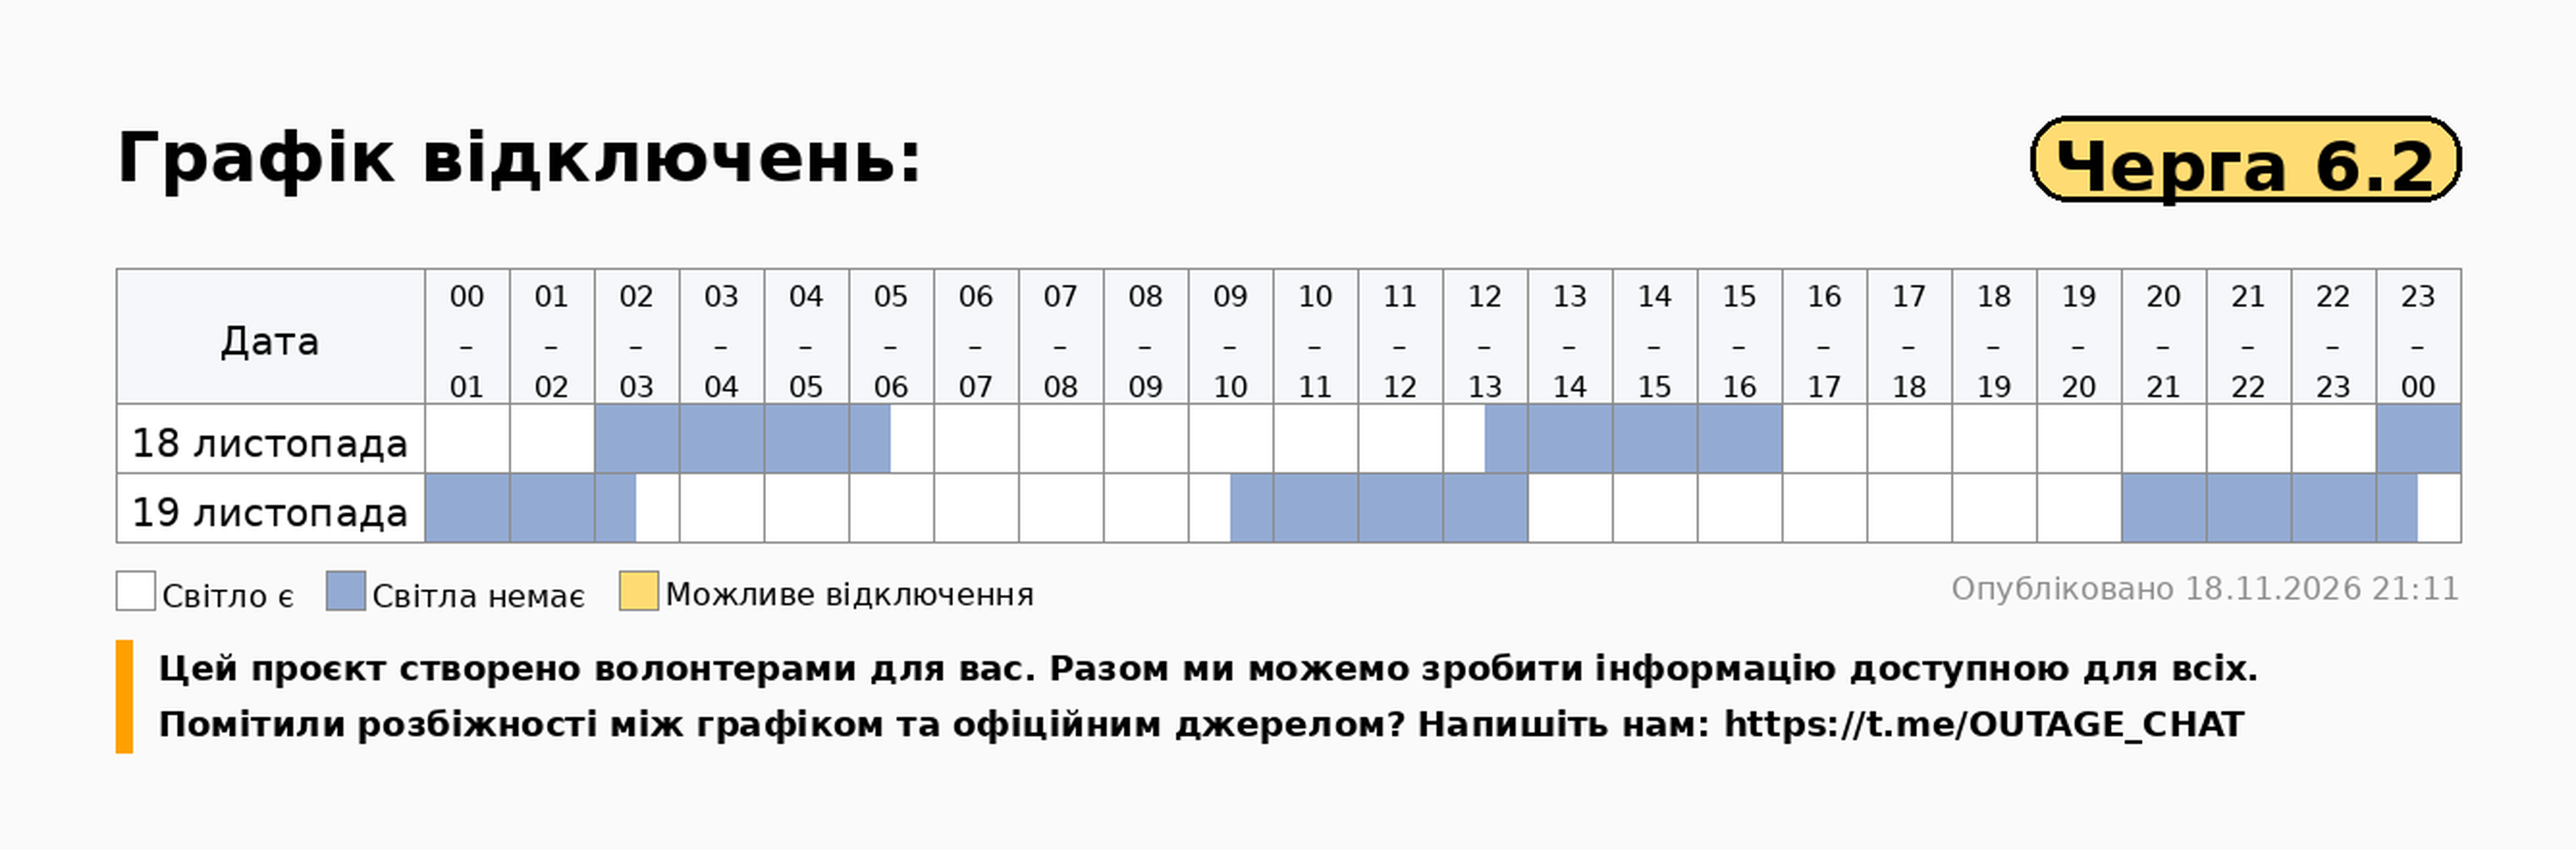 Графік відключень:
Черга 6.2
Дата
00 – 01
01 – 02
02 – 03
03 – 04
04 – 05
05 – 06
06 – 07
07 – 08
08 – 09
09 – 10
10 – 11
11 – 12
12 – 13
13 – 14
14 – 15
15 – 16
16 – 17
17 – 18
18 – 19
19 – 20
20 – 21
21 – 22
22 – 23
23 – 00
18 листопада
19 листопада
Світло є
Світла немає
Можливе відключення
Опубліковано 18.11.2026 21:11
Цей проєкт створено волонтерами для вас. Разом ми можемо зробити інформацію доступною для всіх.
Помітили розбіжності між графіком та офіційним джерелом? Напишіть нам: https://t.me/OUTAGE_CHAT